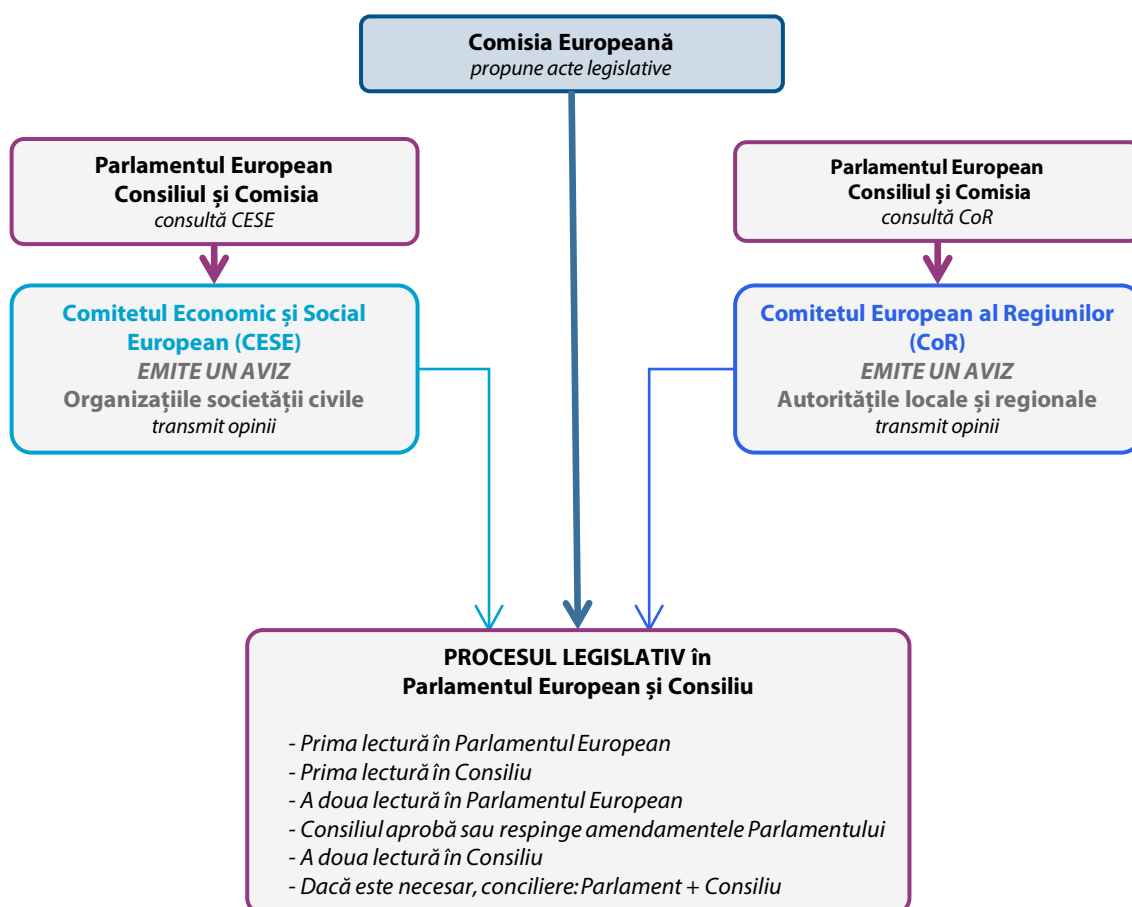 Comisia Europeană
propune acte legislative
Parlamentul European
Consiliul și Comisia
consultă CESE
Parlamentul European
Consiliul și Comisia
consultă CoR
Comitetul Economic și Social
European (CESE)
EMITE UN AVIZ
Organizațiile societății civile
transmit opinii
Comitetul European al Regiunilor
(CoR)
EMITE UN AVIZ
Autoritățile locale și regionale
transmit opinii
PROCESUL LEGISLATIV în
Parlamentul European și Consiliu
- Prima lectură în Parlamentul European
- Prima lectură în Consiliu
- A doua lectură în Parlamentul European
- Consiliul aprobă sau respinge amendamentele Parlamentului
- A doua lectură în Consiliu
- Dacă este necesar, conciliere: Parlament + Consiliu